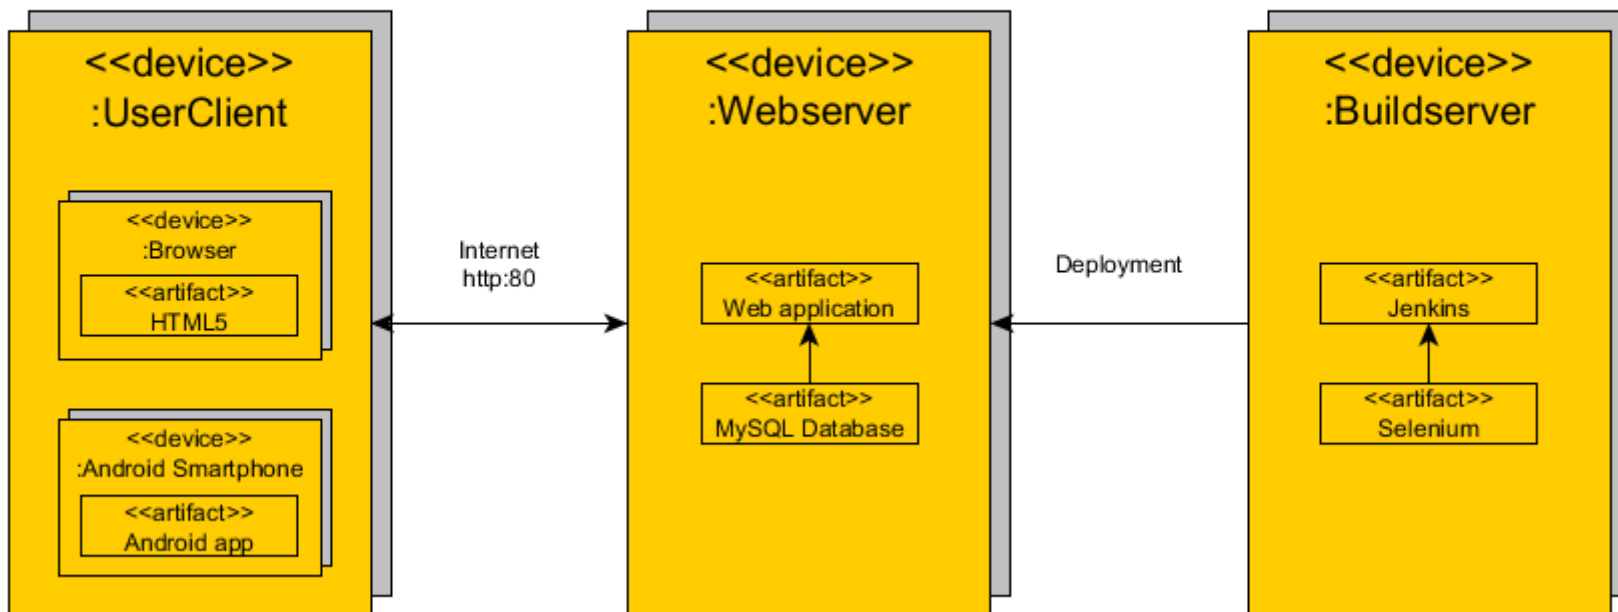 <<device>>
:UserClient
<<device>>
:Browser
<<artifact>>
HTML5
<<device>>
:Android Smartphone
<<artifact>>
Android app
Internet
http:80
<<device>>
:Webserver
<<artifact>>
Web application
<<artifact>>
MySQL Database
Deployment
<<device>>
:Buildserver
<<artifact>>
Jenkins
<<artifact>>
Selenium